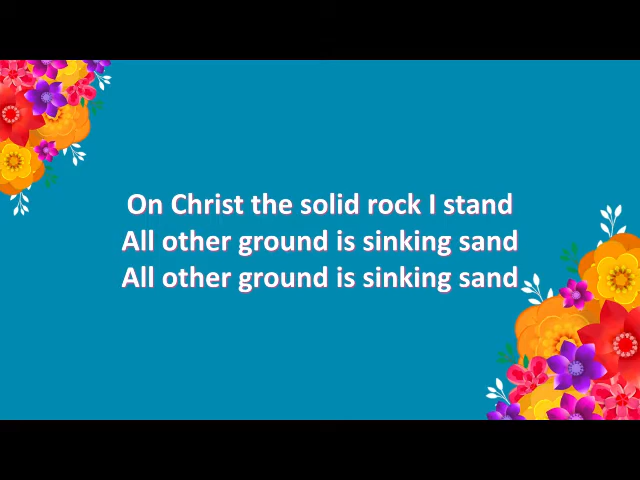 On Christ the solid rock I stand
All other ground is sinking sand
All other ground is sinking sand